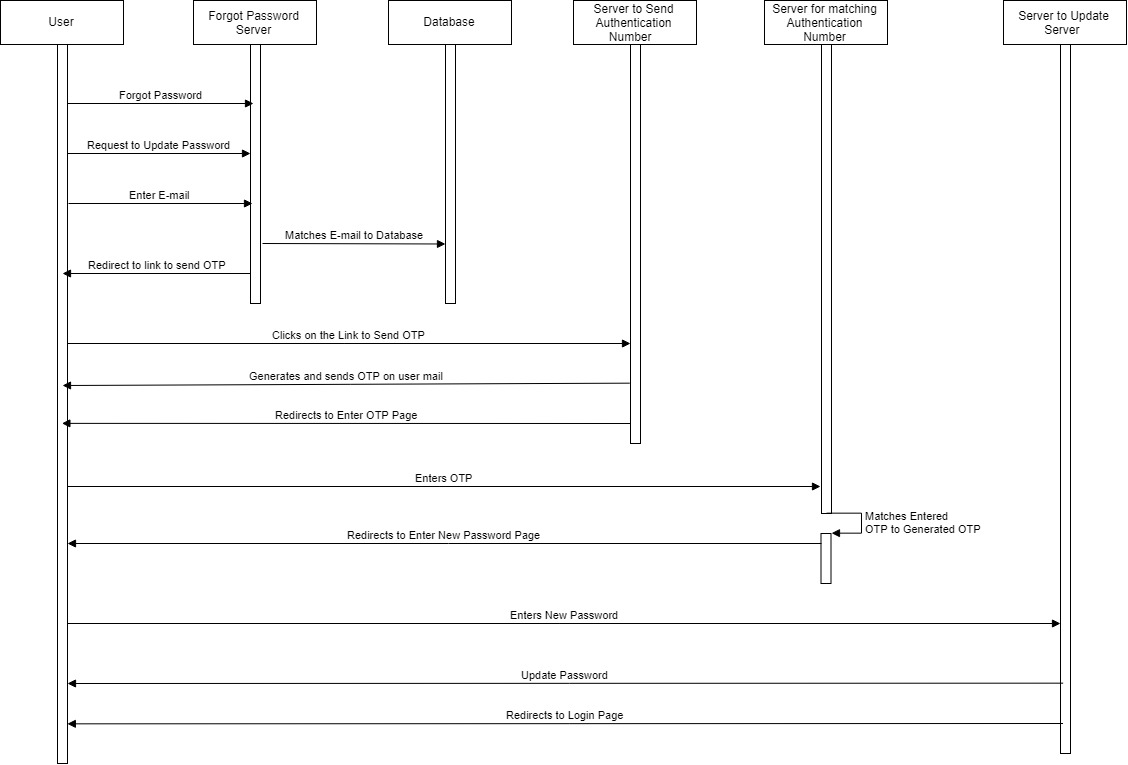 User
Forgot Password
Server
Database
Server to Send
Authentication
Number
Server for matching
Authentication
Number
Server to Update
Server
Forgot Password
Request to Update Password
Enter E-mail
Matches E-mail to Database
Redirect to link to send OTP
Clicks on the Link to Send OTP
Generates and sends OTP on user mail
Redirects to Enter OTP Page
Enters OTP
Matches Entered
OTP to Generated OTP
Redirects to Enter New Password Page
Enters New Password
Update Password
Redirects to Login Page